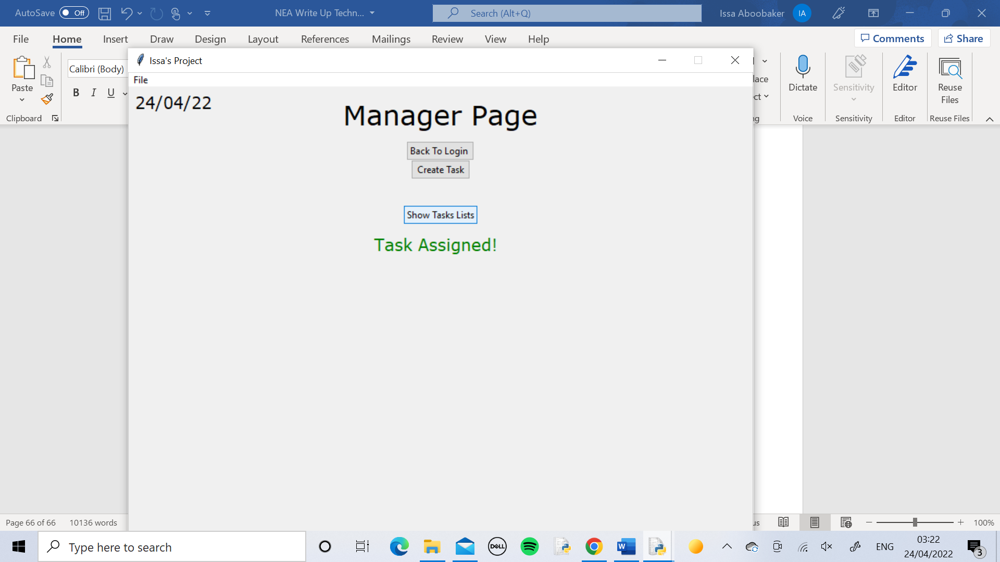 AutoSave Off NEA Write Up Techn... Search (Alt+Q) Issa Aboobaker IA
File Home Insert Draw Design Layout References Mailings Review View Help Comments Share
Paste
Clipboard
Calibri (Body)
B I U
Issa's Project
File
24/04/22
Manager Page
Back To Login
Create Task
Show Tasks Lists
Task Assigned!
lace
ct
ng
Dictate
Voice
Sensitivity
Sensitivity
Editor
Editor
Reuse
Files
Reuse Files
Page 66 of 66 10136 words
us
100%
Type here to search
DELL
W
ENG
03:22
24/04/2022
3